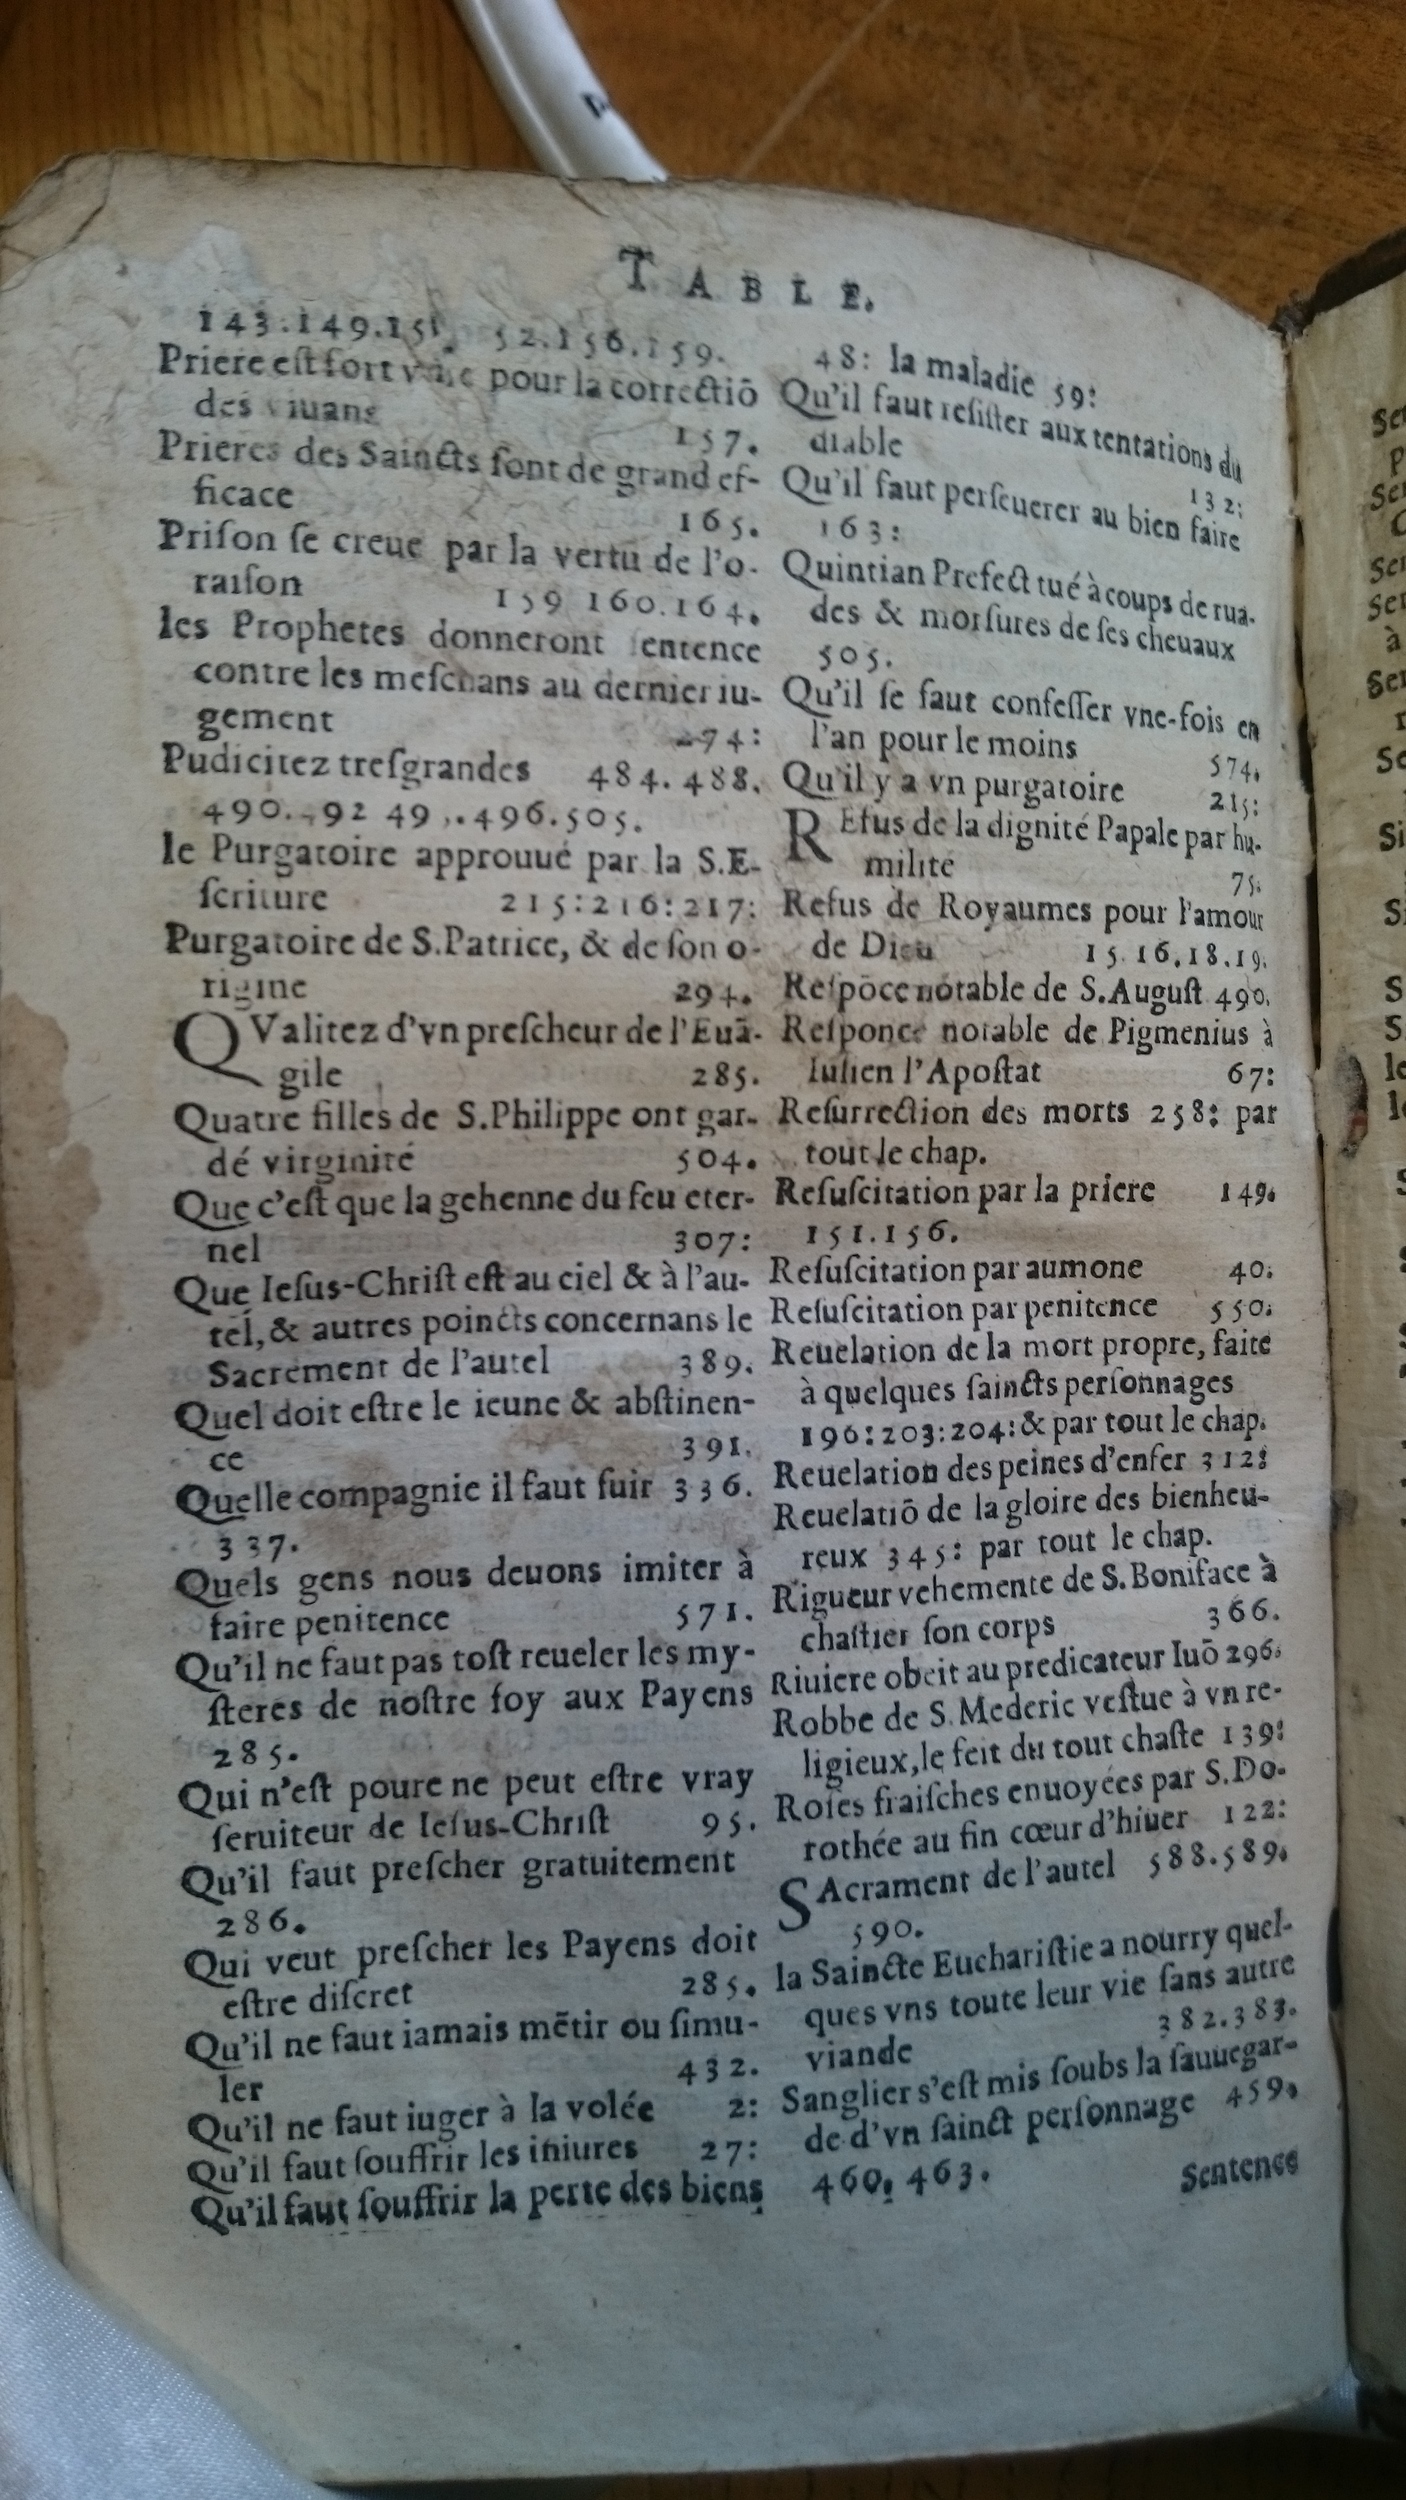 TABLE.
143.149.151. 52.156.159.
Priere est fort pour la correctiō
des viuans 157.
Prieres des Saincts sont de grand ef-
ficace 165.
Prison se creue par la vertu de l'o-
raison 159 160.164.
les Prophetes donneront sentence
contre les meschans au dernier iu-
gement 274:
Pudicitez tresgrandes 484.488.
490. 92 49 .496.505.
le Purgatoire approuué par la S.E-
scriture 215:216:217:
Purgatoire de S.Patrice, & de son o-
rigine 294.
QValitez d'vn prescheur de l'Euā-
gile 285.
Quatre filles de S.Philippe ont gar-
dé virginité 504.
Que c'est que la gehenne du feu eter-
nel 307:
Que Iesus-Christ est au ciel & à l'au-
tel, & autres poincts concernans le
Sacrement de l'autel 389.
Quel doit estre le ieune & abstinen-
ce 391.
Quelle compagnie il faut fuir 336.
337.
Quels gens nous deuons imiter à
faire penitence 571.
Qu'il ne faut pas tost reueler les my-
steres de nostre foy aux Payens
285.
Qui n'est poure ne peut estre vray
seruiteur de Iesus-Christ 95.
Qu'il faut prescher gratuitement
286.
Qui veut prescher les Payens doit
estre discret 285.
Qu'il ne faut iamais mētir ou simu-
ler 432.
Qu'il ne faut iuger à la volée 2:
Qu'il faut souffrir les iniures 27:
Qu'il faut souffrir la perte des biens
48: la maladie 59:
Qu'il faut resister aux tentations du
diable 132:
Qu'il faut perseuerer au bien faire
163:
Quintian Prefect tué à coups de rua-
des & morsures de ses cheuaux
505.
Qu'il se faut confesser vne-fois en
l'an pour le moins 574.
Qu'il y a vn purgatoire 215:
REfus de la dignité Papale par hu-
milité 75.
Refus de Royaumes pour l'amour
de Dieu 15.16.18.19.
Respōce notable de S.August 490.
Responce notable de Pigmenius à
Iulien l'Apostat 67:
Resurrection des morts 258: par
tout le chap.
Resuscitation par la priere 149.
151.156.
Resuscitation par aumone 40.
Resuscitation par penitence 550.
Reuelation de la mort propre, faite
à quelques saincts personnages
196:203:204:& par tout le chap.
Reuelation des peines d'enfer 312:
Reuelatiō de la gloire des bienheu-
reux 345: par tout le chap.
Rigueur vehemente de S.Boniface à
chastier son corps 366.
Riuiere obeit au predicateur Iuō 296.
Robbe de S.Mederic vestue à vn re-
ligieux,le feit du tout chaste 139:
Roses fraisches enuoyées par S.Do-
rothée au fin cœur d'hiuer 122:
SAcrament de l'autel 588.589.
590.
la Saincte Eucharistie a nourry quel-
ques vns toute leur vie sans autre
viande 382.383.
Sanglier s'est mis soubs la sauuegar-
de d'vn sainct personnage 459.
460. 463.
Sentence